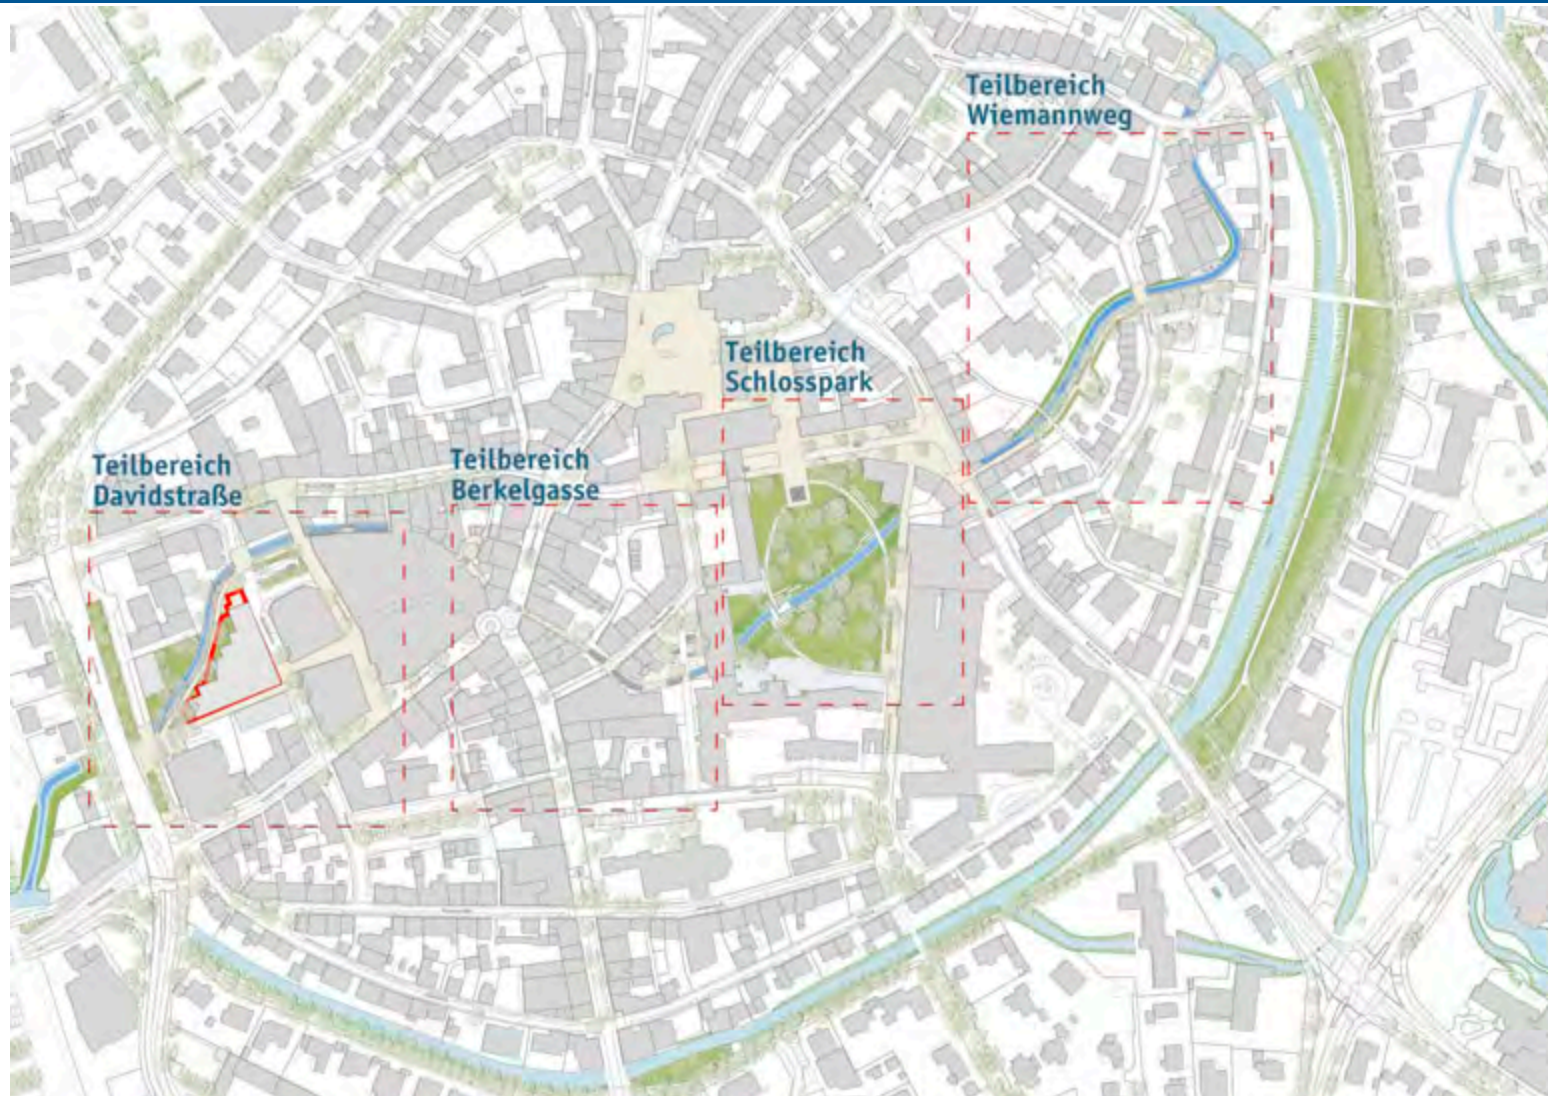 Teilbereich
Wiemannweg
Teilbereich
Schlosspark
Teilbereich
Davidstraße
Teilbereich
Berkelgasse